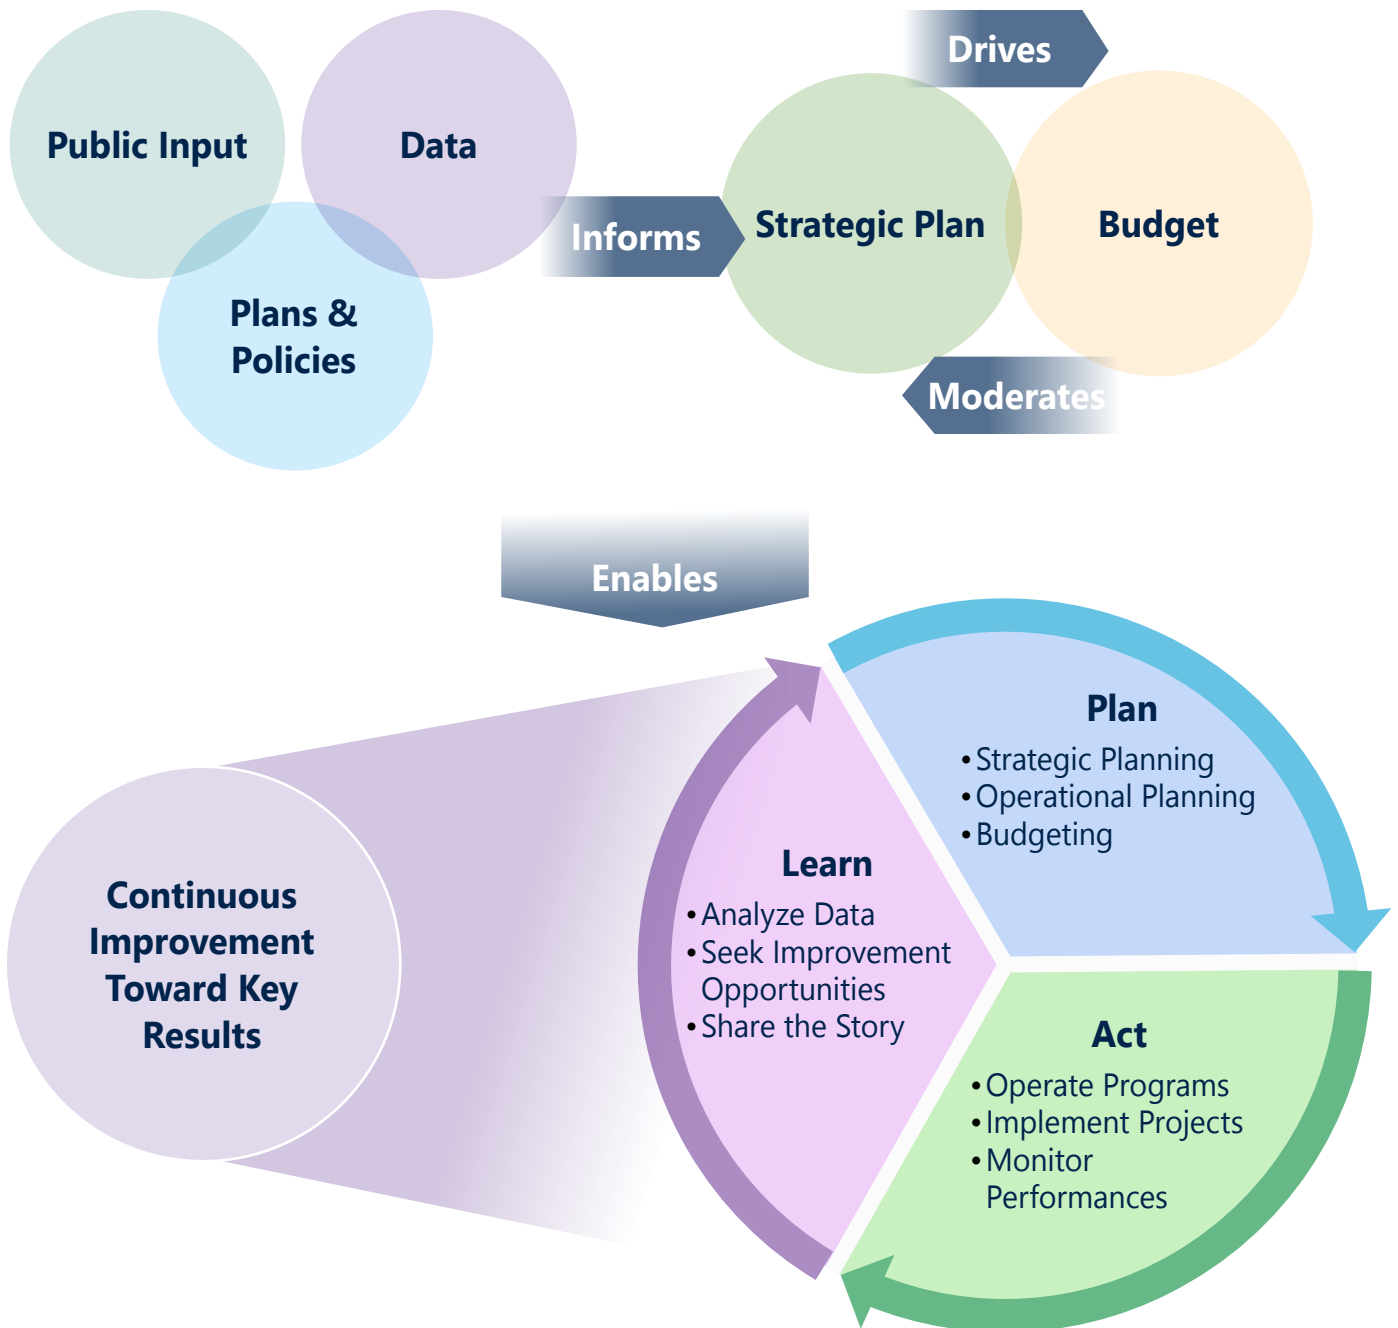 Public Input
Data
Plans &
Policies
Informs
Drives
Strategic Plan
Budget
Moderates
Enables
Continuous
Improvement
Toward Key
Results
Plan
• Strategic Planning
• Operational Planning
• Budgeting
Act
• Operate Programs
• Implement Projects
• Monitor
Performances
Learn
• Analyze Data
• Seek Improvement
Opportunities
• Share the Story